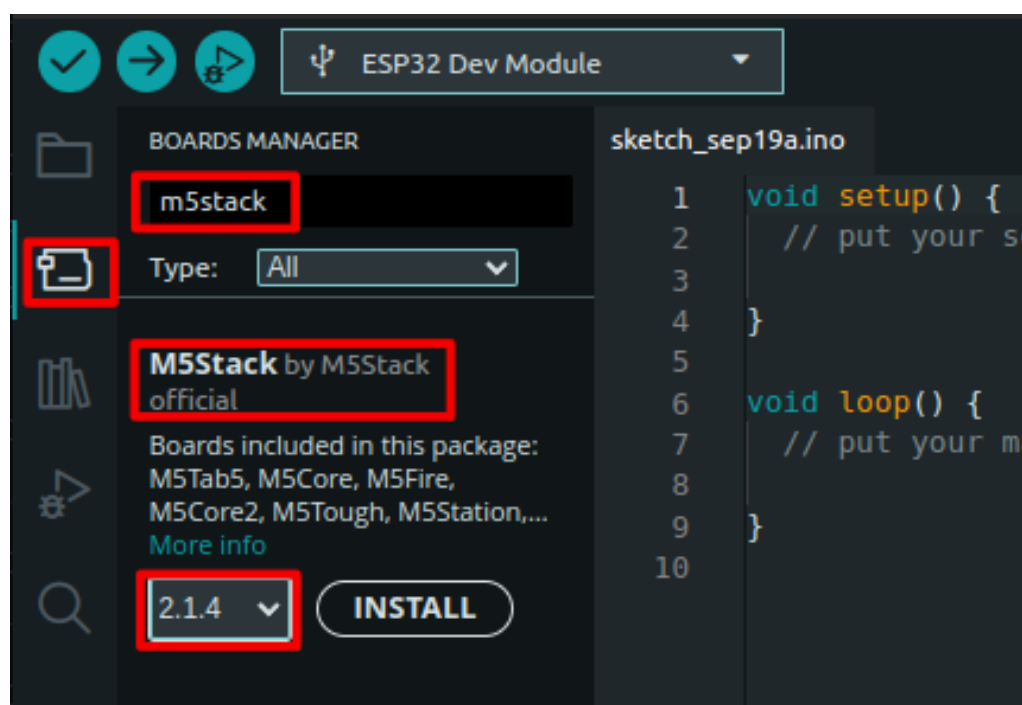 ESP32 Dev Module
BOARDS MANAGER
m5stack
Type: All
M5Stack by M5Stack
official
Boards included in this package:
M5Tab5, M5Core, M5Fire,
M5Core2, M5Tough, M5Station,...
More info
2.1.4 INSTALL
sketch_sep19a.ino
1 void setup() {
2 // put your s
3
4 }
5
6 void loop() {
7 // put your m
8
9 }
10